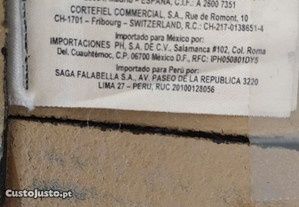 ESPAÑA, C.I.F. A 2600 7351
CORTEFIEL COMMERCIAL, S.A., Rue de Romont, 10
CH-1701 - Fribourg - SWITZERLAND, R.C.: CH-217-0138651-4
Importado para México por:
IMPORTACIONES PH, S.A. DE C.V., Salamanca #102, Col. Roma
Del. Cuauhtémoc, C.P. 06700 México D.F., RFC: IPH050801DY5
Importado para Perú por:
SAGA FALABELLA S.A., AV. PASEO DE LA REPUBLICA 3220
LIMA 27 - PERU, RUC 20100128056
CustoJusto.pt